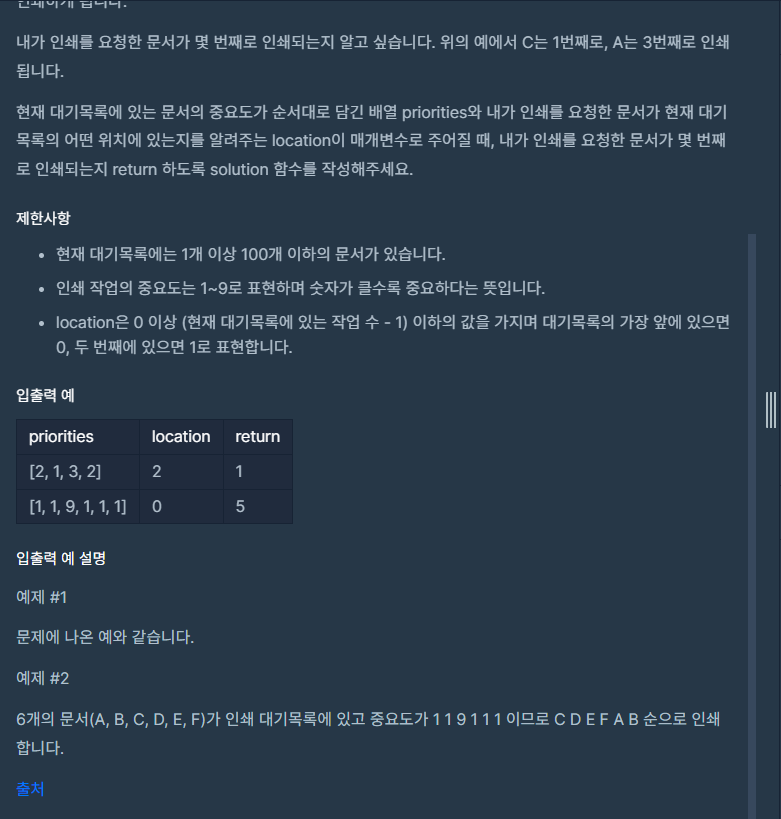 인쇄하게 됩니다.
내가 인쇄를 요청한 문서가 몇 번째로 인쇄되는지 알고 싶습니다. 위의 예에서 C는 1번째로, A는 3번째로 인쇄
됩니다.
현재 대기목록에 있는 문서의 중요도가 순서대로 담긴 배열 priorities와 내가 인쇄를 요청한 문서가 현재 대기
목록의 어떤 위치에 있는지를 알려주는 location이 매개변수로 주어질 때, 내가 인쇄를 요청한 문서가 몇 번째
로 인쇄되는지 return 하도록 solution 함수를 작성해주세요.
제한사항
• 현재 대기목록에는 1개 이상 100개 이하의 문서가 있습니다.
• 인쇄 작업의 중요도는 1~9로 표현하며 숫자가 클수록 중요하다는 뜻입니다.
• location은 0 이상 (현재 대기목록에 있는 작업 수 - 1) 이하의 값을 가지며 대기목록의 가장 앞에 있으면
0, 두 번째에 있으면 1로 표현합니다.
입출력 예
priorities location return
[2, 1, 3, 2] 2 1
[1, 1, 9, 1, 1, 1] 0 5
입출력 예 설명
예제 #1
문제에 나온 예와 같습니다.
예제 #2
6개의 문서(A, B, C, D, E, F)가 인쇄 대기목록에 있고 중요도가 1 1 9 1 1 1 이므로 C D E F A B 순으로 인쇄
합니다.
출처